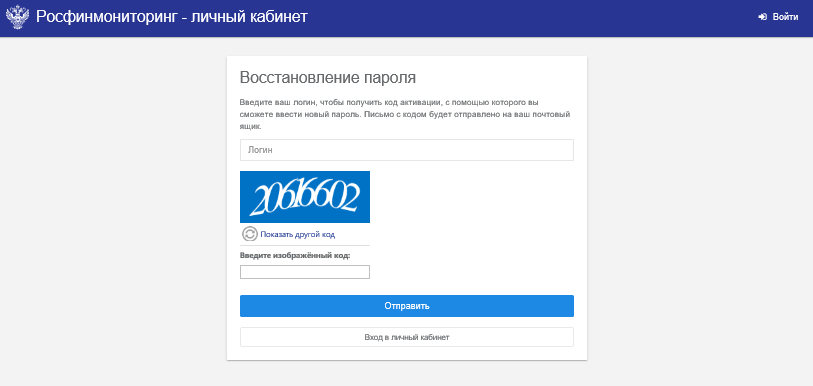 Росфинмониторинг - личный кабинет
Войти
Восстановление пароля
Введите ваш логин, чтобы получить код активации, с помощью которого вы
сможете ввести новый пароль. Письмо с кодом будет отправлено на ваш почтовый
ящик.
Логин
20616602
Показать другой код
Введите изображённый код:
Отправить
Вход в личный кабинет